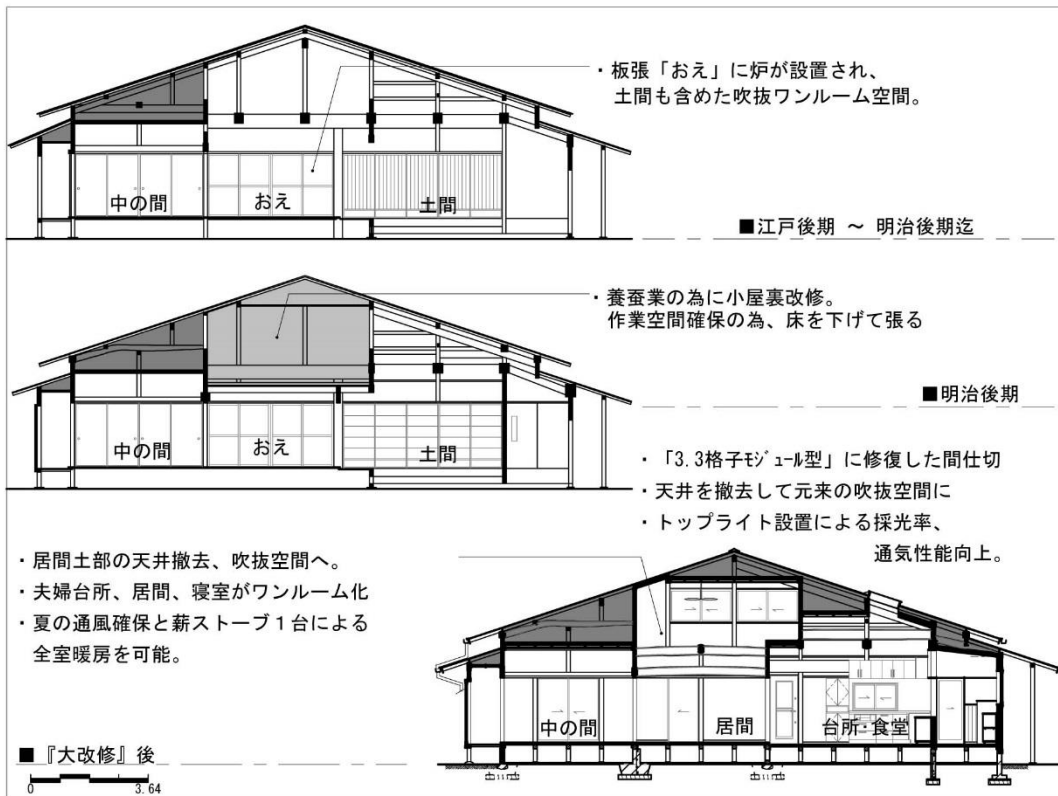 ・板張「おえ」に炉が設置され、
土間も含めた吹抜ワンルーム空間。
中の間
おえ
土間
■江戸後期 ～ 明治後期迄
・養蚕業の為に小屋裏改修。
作業空間確保の為、床を下げて張る
■明治後期
中の間
おえ
土間
・「3.3格子ﾓｼﾞｭｰﾙ型」に修復した間仕切
・天井を撤去して元来の吹抜空間に
・トップライト設置による採光率、
通気性能向上。
・居間土部の天井撤去、吹抜空間へ。
・夫婦台所、居間、寝室がワンルーム化
・夏の通風確保と薪ストーブ１台による
全室暖房を可能。
中の間
居間
台所・食堂
■『大改修』後
0 3.64